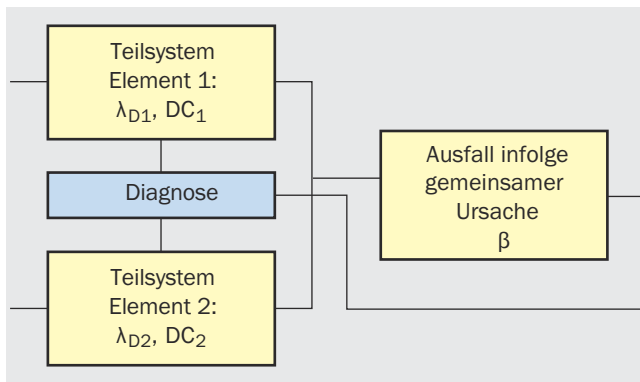 Teilsystem
Element 1:
λD1, DC1
Diagnose
Teilsystem
Element 2:
λD2, DC2
Ausfall infolge
gemeinsamer
Ursache
β